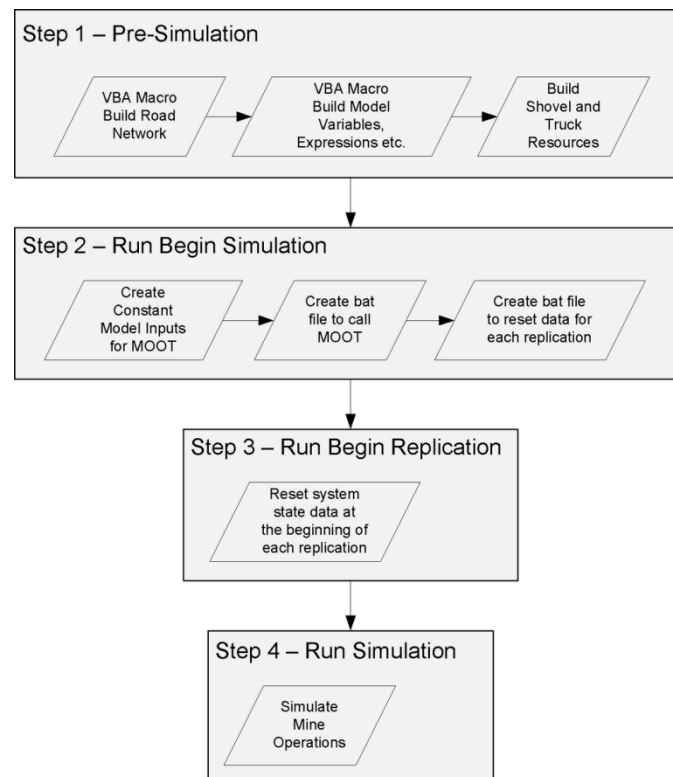 Step 1 – Pre-Simulation
VBA Macro
Build Road
Network
VBA Macro
Build Model
Variables,
Expressions etc.
Build
Shovel and
Truck
Resources
Step 2 – Run Begin Simulation
Create
Constant
Model Inputs
for MOOT
Create bat
file to call
MOOT
Create bat file
to reset data for
each replication
Step 3 – Run Begin Replication
Reset system
state data at
the beginning of
each replication
Step 4 – Run Simulation
Simulate
Mine
Operations